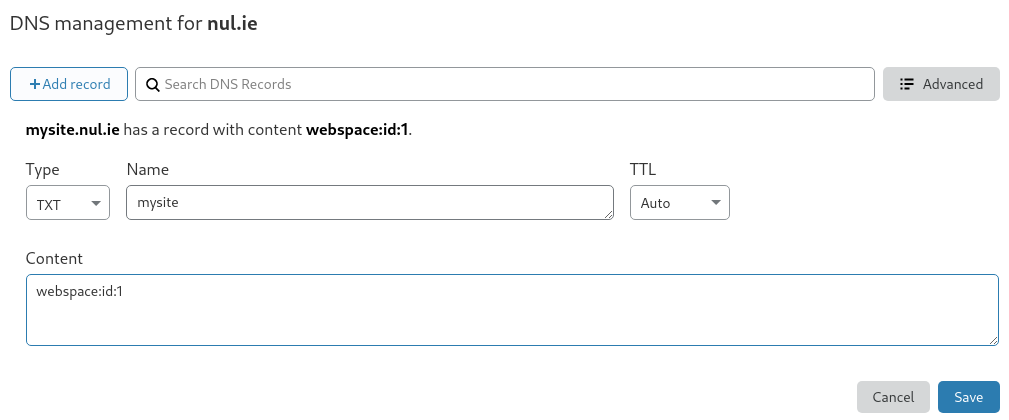 DNS management for nul.ie
+Add record Search DNS Records Advanced
mysite.nul.ie has a record with content webspace:id:1.
Type Name TTL
TXT mysite Auto
Content
webspace:id:1
Cancel Save